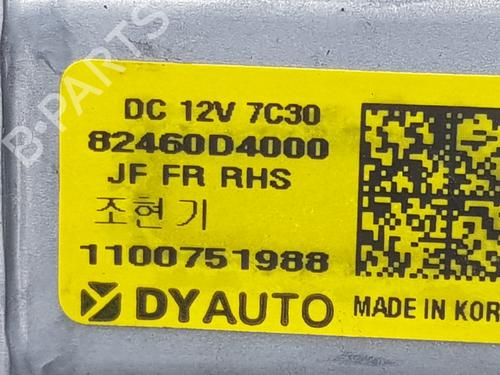 DC 12V 7C30
82460D4000
JF FR RHS
조현기
1100751988
DYAUTO
MADE IN KOR
B-PARTS